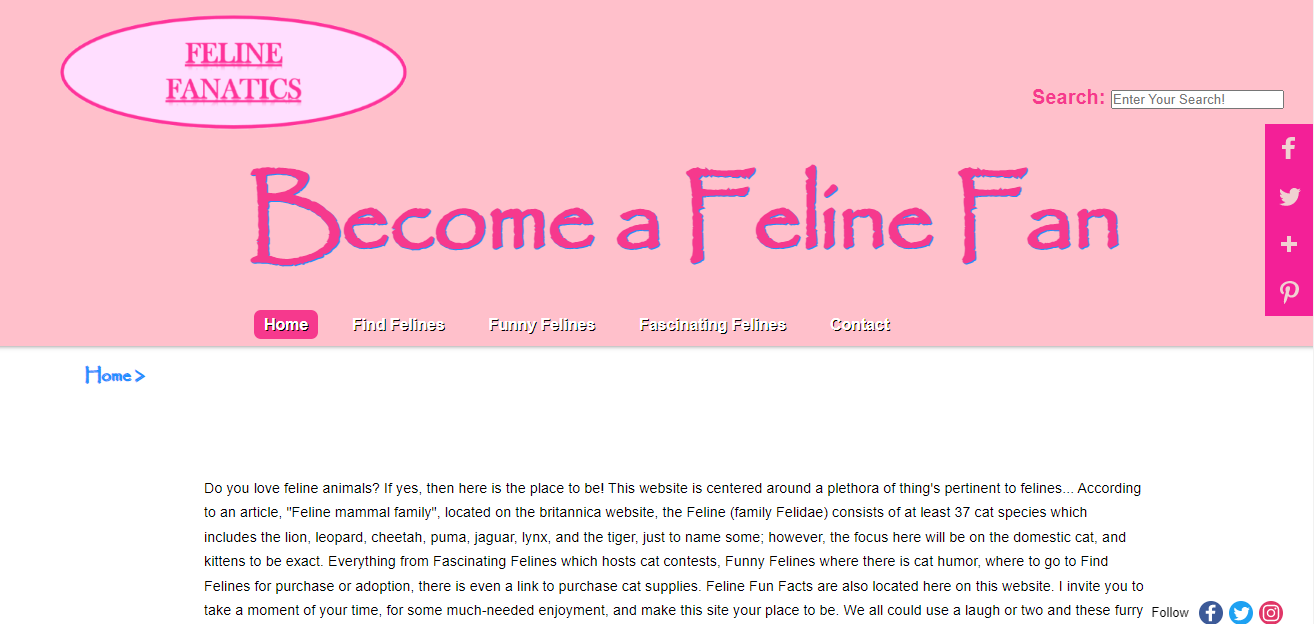 FELINE
FANATICS
Search: Enter Your Search!
Become a Feline Fan
Home Find Felines Funny Felines Fascinating Felines Contact
Home >
Do you love feline animals? If yes, then here is the place to be! This website is centered around a plethora of thing's pertinent to felines... According
to an article, "Feline mammal family", located on the britannica website, the Feline (family Felidae) consists of at least 37 cat species which
includes the lion, leopard, cheetah, puma, jaguar, lynx, and the tiger, just to name some; however, the focus here will be on the domestic cat, and
kittens to be exact. Everything from Fascinating Felines which hosts cat contests, Funny Felines where there is cat humor, where to go to Find
Felines for purchase or adoption, there is even a link to purchase cat supplies. Feline Fun Facts are also located here on this website. I invite you to
take a moment of your time, for some much-needed enjoyment, and make this site your place to be. We all could use a laugh or two and these furry
Follow